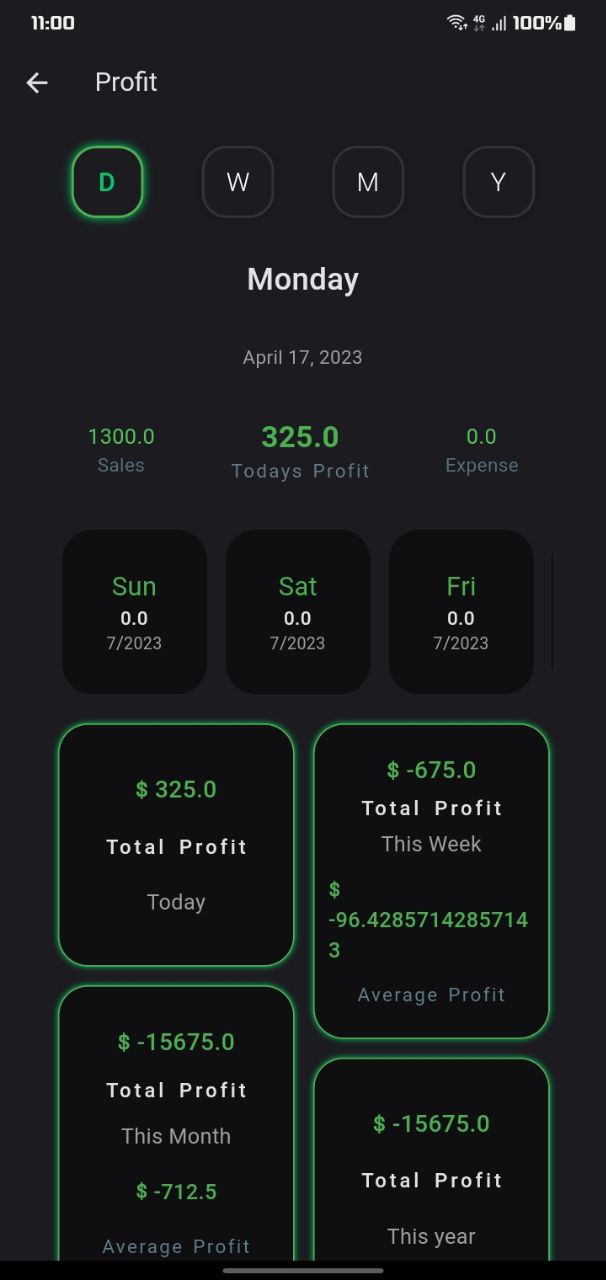 11:00 4G 100%
Profit
D W M Y
Monday
April 17, 2023
1300.0 325.0 0.0
Sales Todays Profit Expense
Sun Sat Fri
0.0 0.0 0.0
7/2023 7/2023 7/2023
$ 325.0
Total Profit
Today
$ -675.0
Total Profit
This Week
$
-96.4285714285714
3
Average Profit
$ -15675.0
Total Profit
This Month
$ -712.5
Average Profit
$ -15675.0
Total Profit
This year